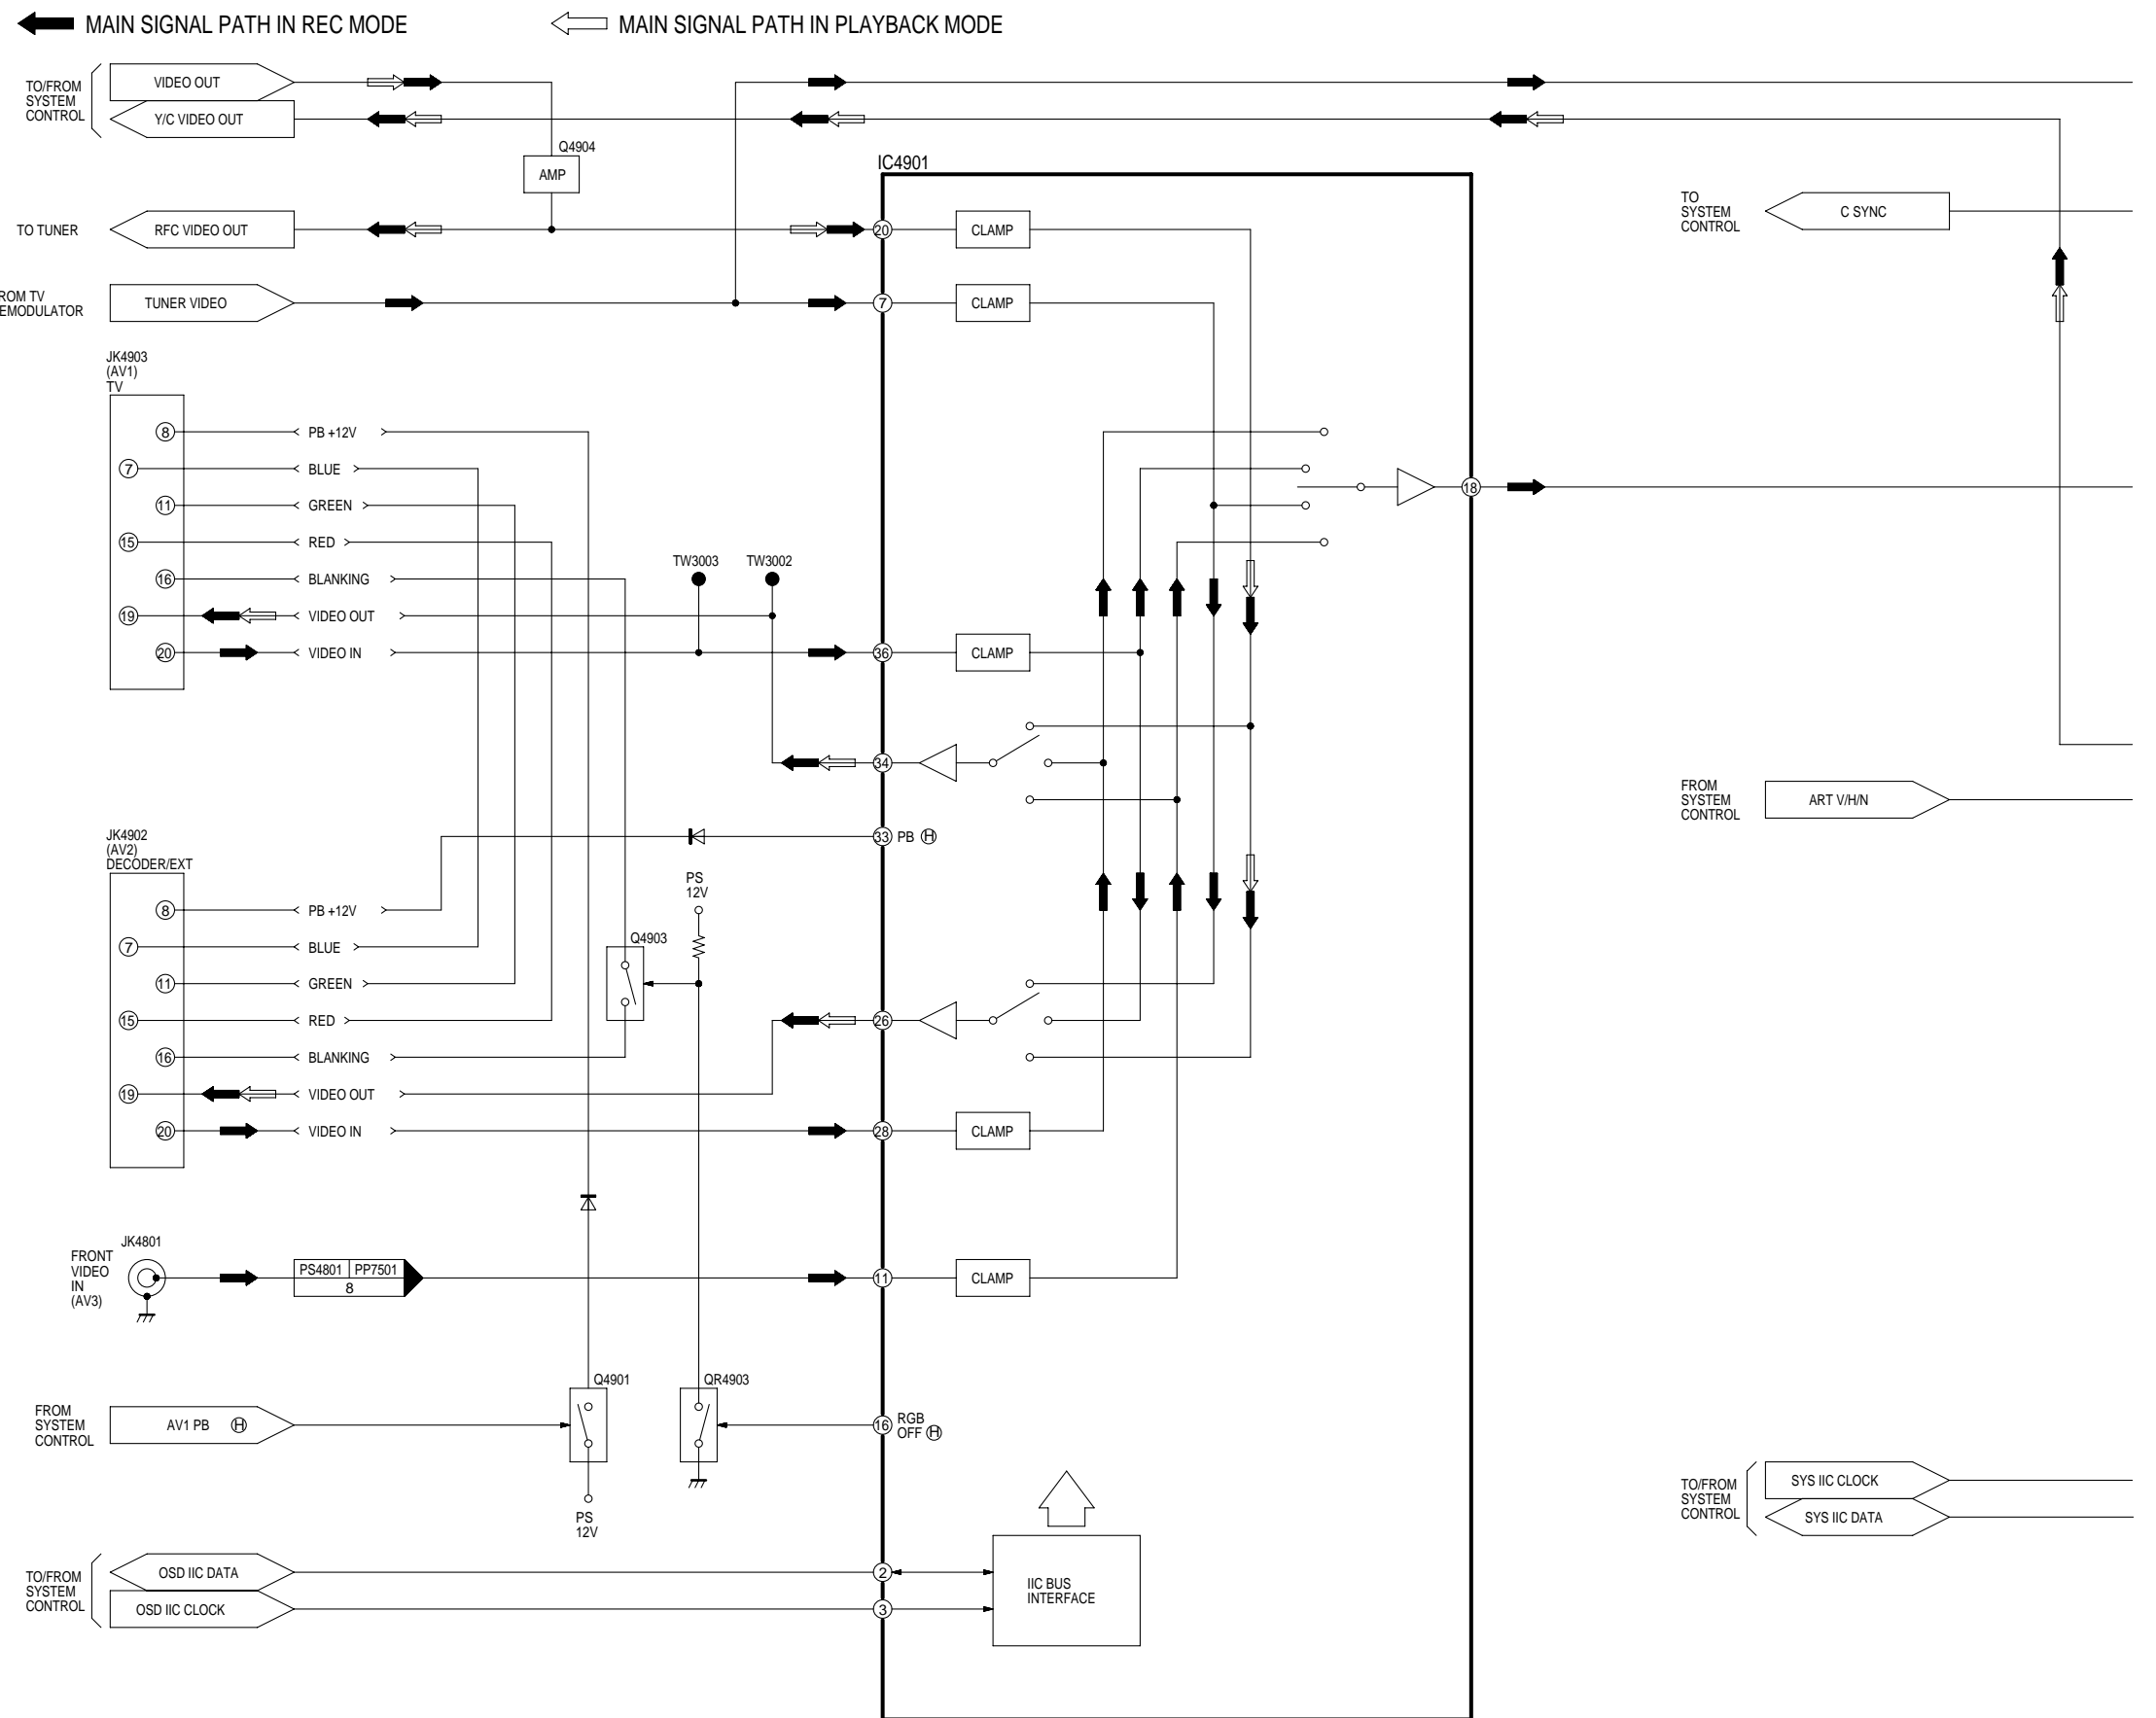 MAIN SIGNAL PATH IN REC MODE
MAIN SIGNAL PATH IN PLAYBACK MODE
TO/FROM
SYSTEM
CONTROL
VIDEO OUT
Y/C VIDEO OUT
Q4904
AMP
IC4901
TO TUNER
RFC VIDEO OUT
20
CLAMP
TO
SYSTEM
CONTROL
C SYNC
ROM TV
EMODULATOR
TUNER VIDEO
7
CLAMP
JK4903
(AV1)
TV
8
PB +12V
7
BLUE
11
GREEN
18
15
RED
16
BLANKING
TW3003
TW3002
19
VIDEO OUT
20
VIDEO IN
36
CLAMP
34
FROM
SYSTEM
CONTROL
ART V/H/N
33
PB H
JK4902
(AV2)
DECODER/EXT
PS
12V
8
PB +12V
7
BLUE
Q4903
11
GREEN
15
RED
26
16
BLANKING
19
VIDEO OUT
20
VIDEO IN
28
CLAMP
JK4801
FRONT
VIDEO
IN
(AV3)
PS4801
PP7501
8
11
CLAMP
Q4901
QR4903
FROM
SYSTEM
CONTROL
AV1 PB H
16
RGB
OFF H
PS
12V
TO/FROM
SYSTEM
CONTROL
SYS IIC CLOCK
SYS IIC DATA
TO/FROM
SYSTEM
CONTROL
OSD IIC DATA
OSD IIC CLOCK
2
3
IIC BUS
INTERFACE